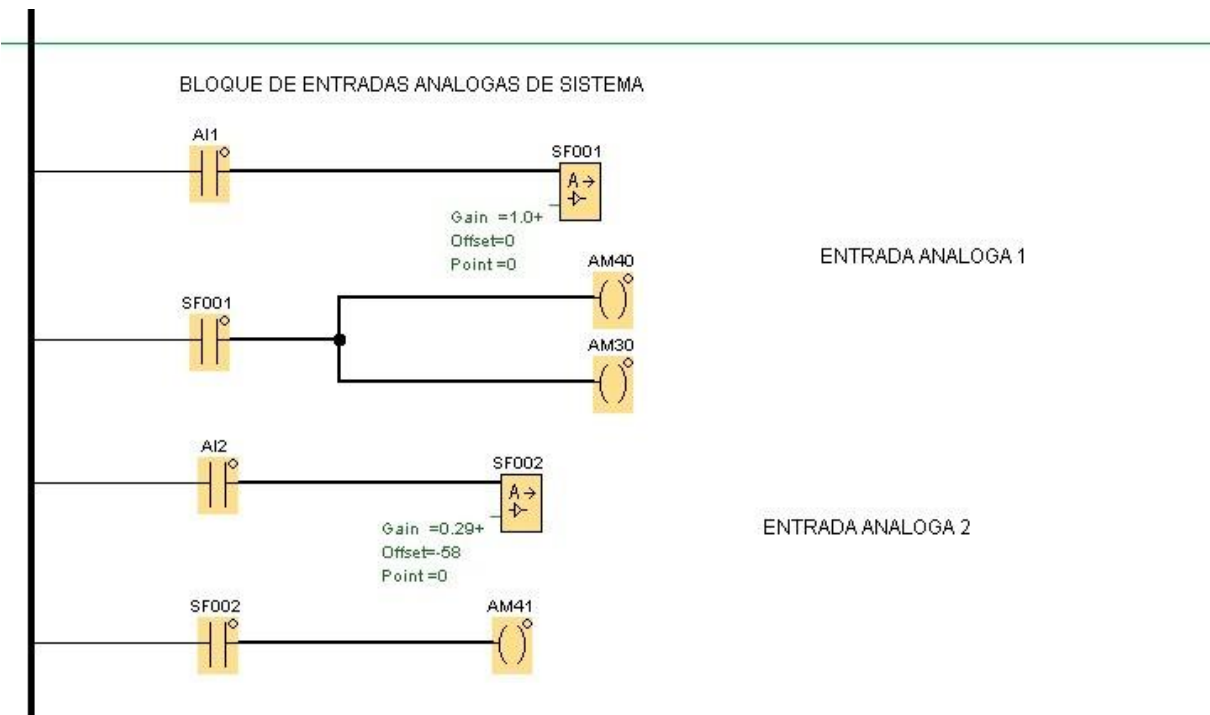 BLOQUE DE ENTRADAS ANALOGAS DE SISTEMA
AI1
SF001
A→
Gain =1.0+
Offset=0
Point =0
AM40
ENTRADA ANALOGA 1
SF001
AM30
AI2
SF002
A→
Gain =0.29+
Offset=-58
Point =0
ENTRADA ANALOGA 2
SF002
AM41